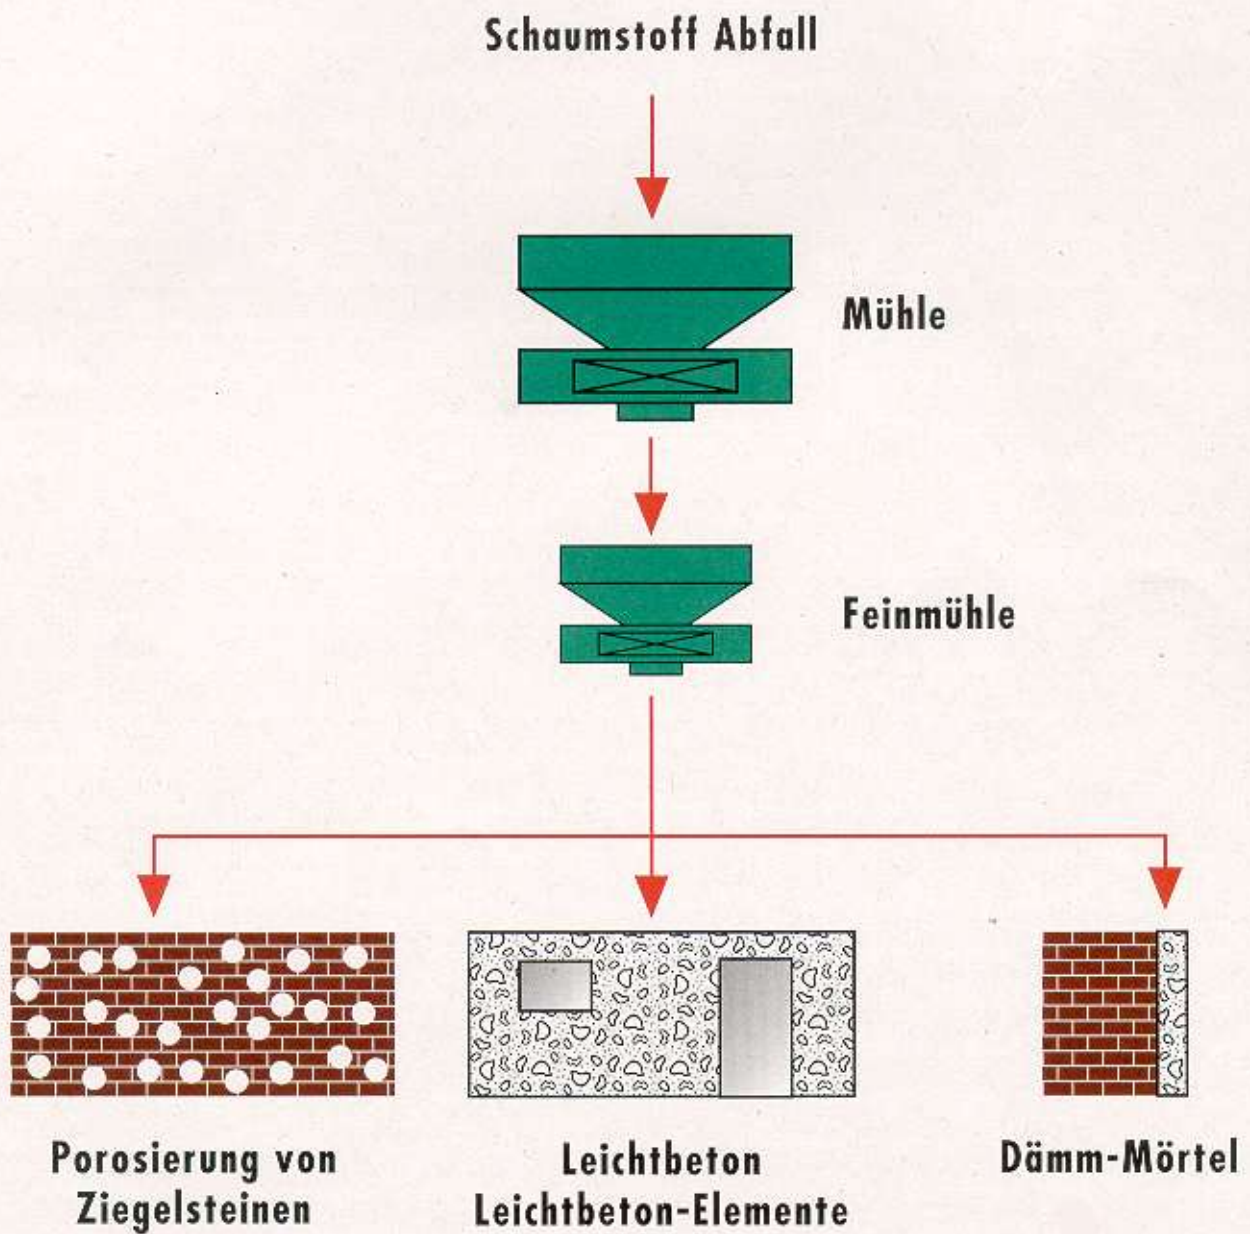 Schaumstoff Abfall
Mühle
Feinmühle
Porosierung von
Ziegelsteinen
Leichtbeton
Leichtbeton-Elemente
Dämm-Mörtel